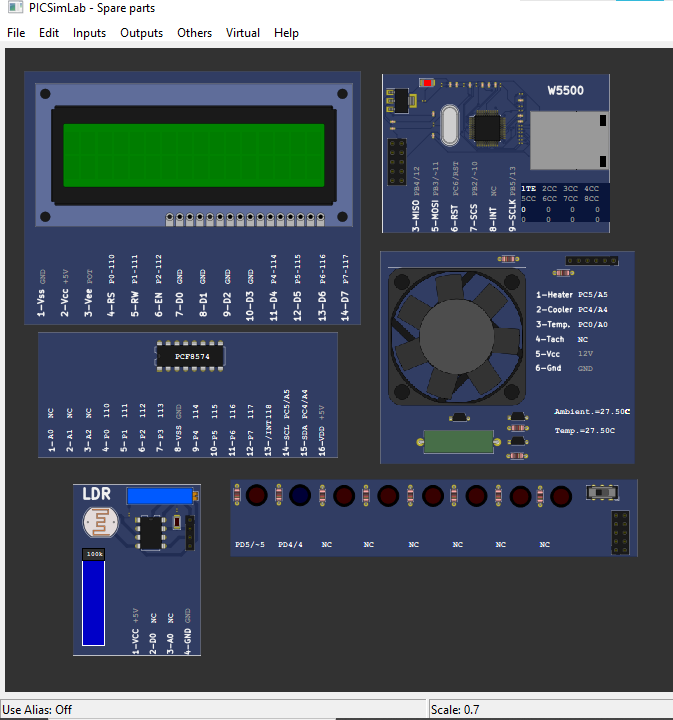 PICSimLab - Spare parts
File Edit Inputs Outputs Others Virtual Help
1-Vss GND
2-Vcc +5V
3-Vee POT
4-RS P0-110
5-RW P1-111
6-EN P2-112
7-D0 GND
8-D1 GND
9-D2 GND
10-D3 GND
11-D4 P4-114
12-D5 P5-115
13-D6 P6-116
14-D7 P7-117
W5500
3-MISO PB4/12
5-MOSI PB3/~11
6-RST PC6/RST
7-SCS PB2/~10
8-INT NC
9-SCLK PB5/13
1TE 2CC 3CC 4CC
5CC 6CC 7CC 8CC
0 0 0 0
0 0 0 0
1-Heater PC5/A5
2-Cooler PC4/A4
3-Temp. PC0/A0
4-Tach NC
5-Vcc 12V
6-Gnd GND
Ambient.=27.50C
Temp.=27.50C
PCF8574
1-A0 NC
2-A1 NC
3-A2 NC
4-P0 110
5-P1 111
6-P2 112
7-P3 113
8-VSS GND
9-P4 114
10-P5 115
11-P6 116
12-P7 117
13-/INT118
14-SCL PC5/A5
15-SDA PC4/A4
16-VDD +5V
LDR
100k
1-VCC +5V
2-D0 NC
3-A0 NC
4-GND GND
PD5/~5 PD4/4 NC NC NC NC NC NC
Use Alias: Off
Scale: 0.7